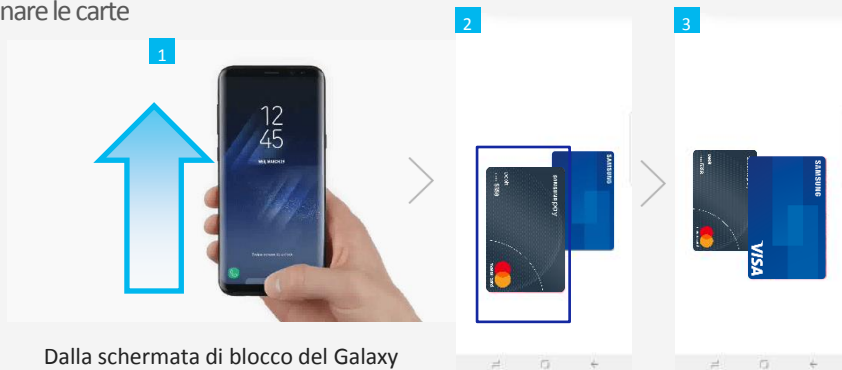 nare le carte
1
2
3
12
45
SAMSUNG
SAMSUNG
VISA
Dalla schermata di blocco del Galaxy